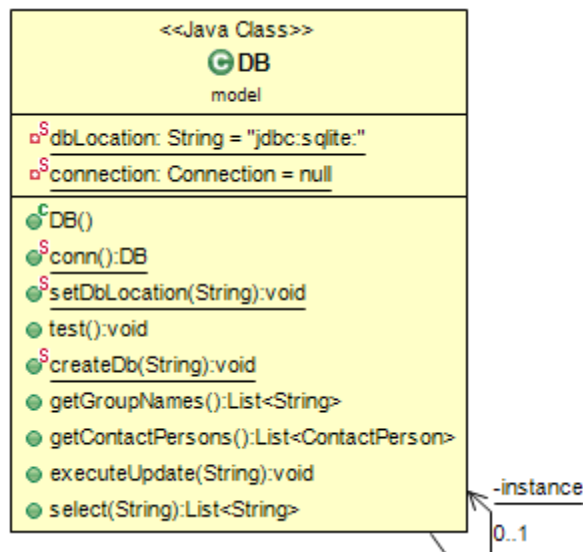 <<Java Class>>
C DB
model
S dbLocation: String = "jdbc:sqlite:"
S connection: Connection = null
C DB()
S conn():DB
S setDbLocation(String):void
test():void
S createDb(String):void
getGroupNames():List<String>
getContactPersons():List<ContactPerson>
executeUpdate(String):void
select(String):List<String>
-instance
0..1